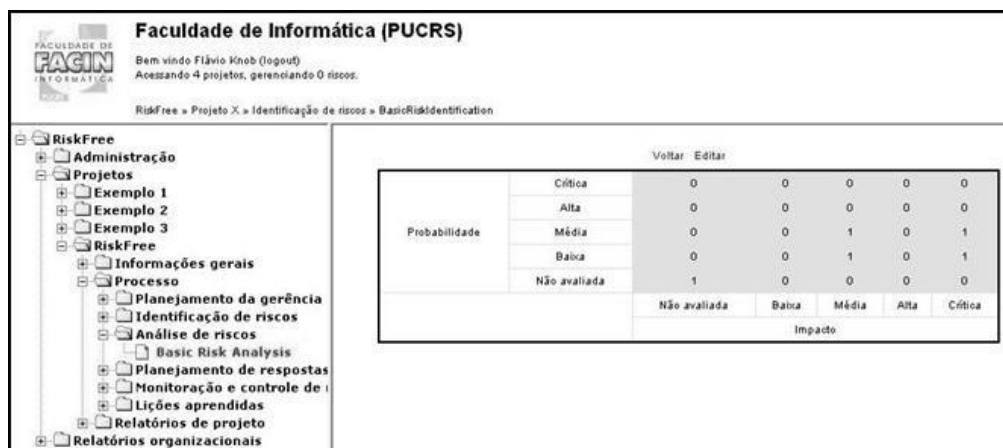 FACULDADE DE
FACIN
INFORMÁTICA
PUCRS
Faculdade de Informática (PUCRS)
Bem vindo Flávio Knob (logout)
Acessando 4 projetos, gerenciando 0 riscos.
RiskFree » Projeto X » Identificação de riscos » BasicRiskIdentification
RiskFree
Administração
Projetos
Exemplo 1
Exemplo 2
Exemplo 3
RiskFree
Informações gerais
Processo
Planejamento da gerência
Identificação de riscos
Análise de riscos
Basic Risk Analysis
Planejamento de respostas
Monitoração e controle de
Lições aprendidas
Relatórios de projeto
Relatórios organizacionais
Voltar Editar
Crítica 0 0 0 0 0
Alta 0 0 0 0 0
Probabilidade Média 0 0 1 0 1
Baixa 0 0 1 0 1
Não avaliada 1 0 0 0 0
Não avaliada Baixa Média Alta Crítica
Impacto